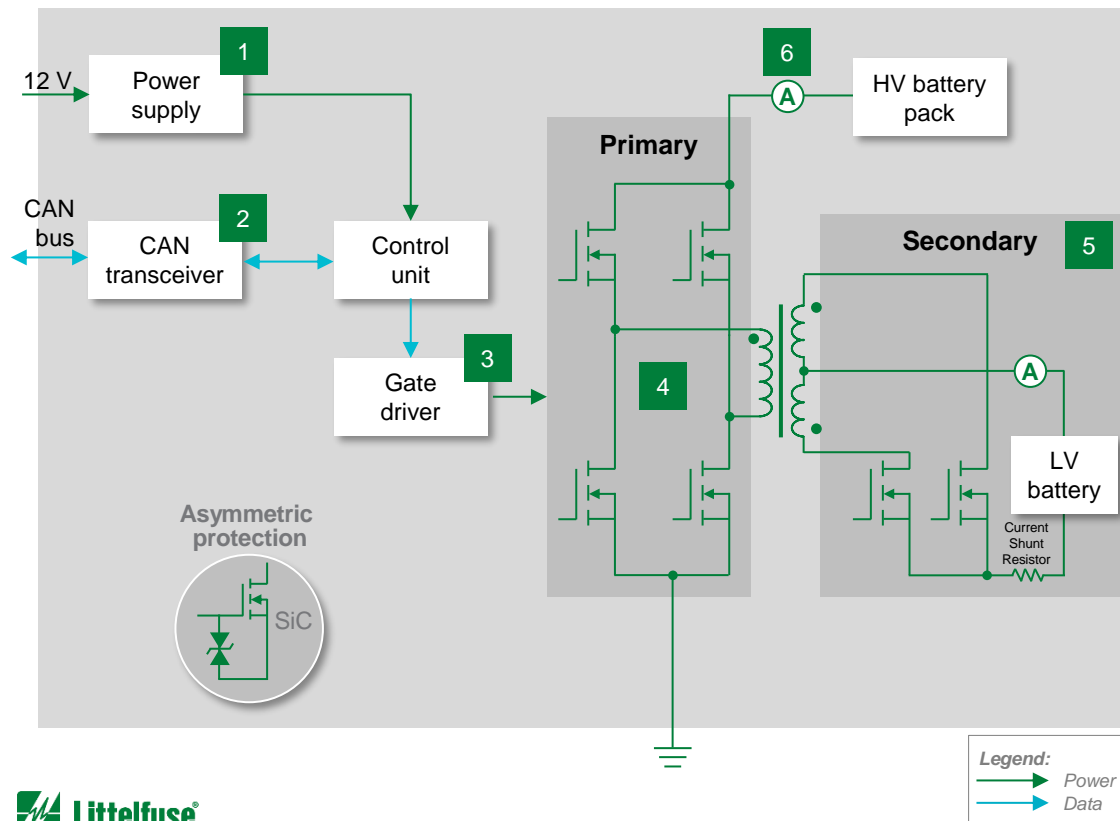 1
12 V
Power
supply
6
A
HV battery
pack
Primary
CAN
bus
2
CAN
transceiver
Control
unit
Secondary
5
3
Gate
driver
4
A
LV
battery
Current
Shunt
Resistor
Asymmetric
protection
SiC
Legend:
Power
Data
Littelfuse®